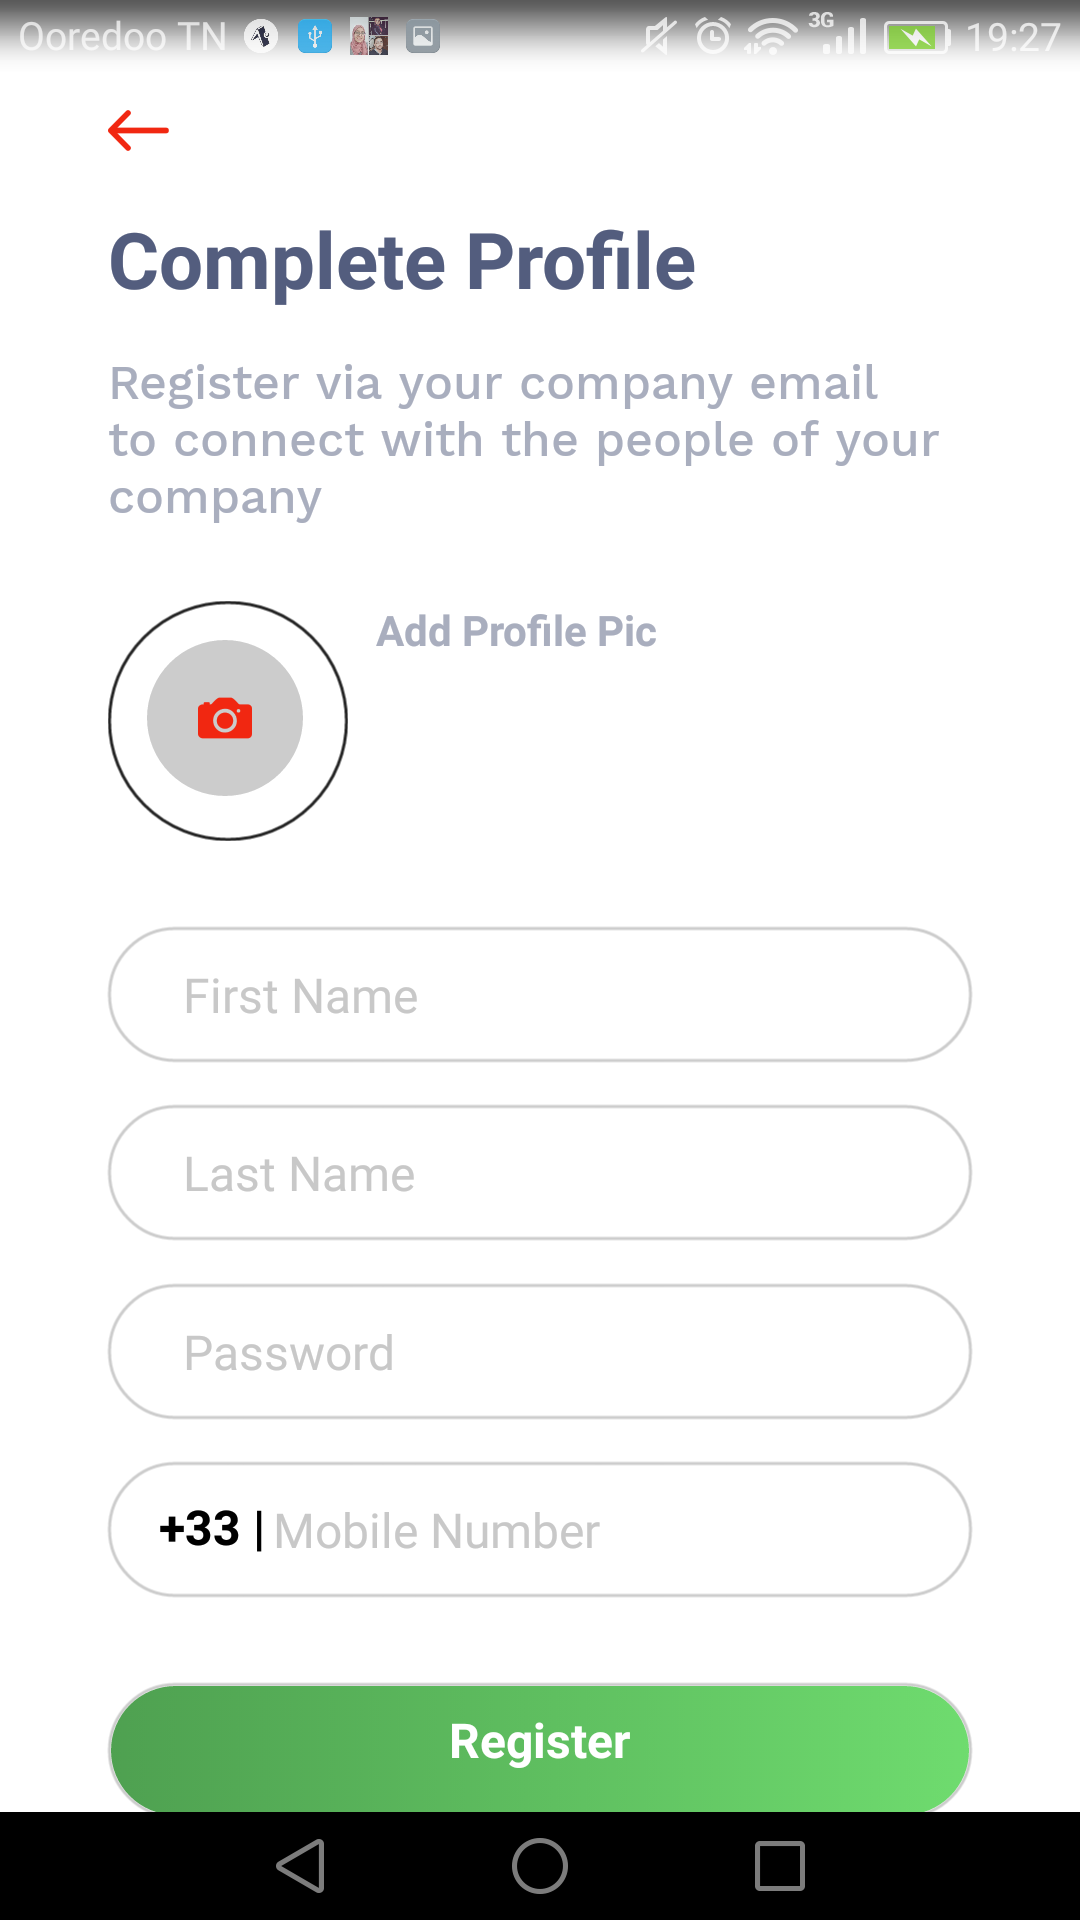 Ooredoo TN 3G 19:27
Complete Profile
Register via your company email
to connect with the people of your
company
Add Profile Pic
First Name
Last Name
Password
+33 | Mobile Number
Register